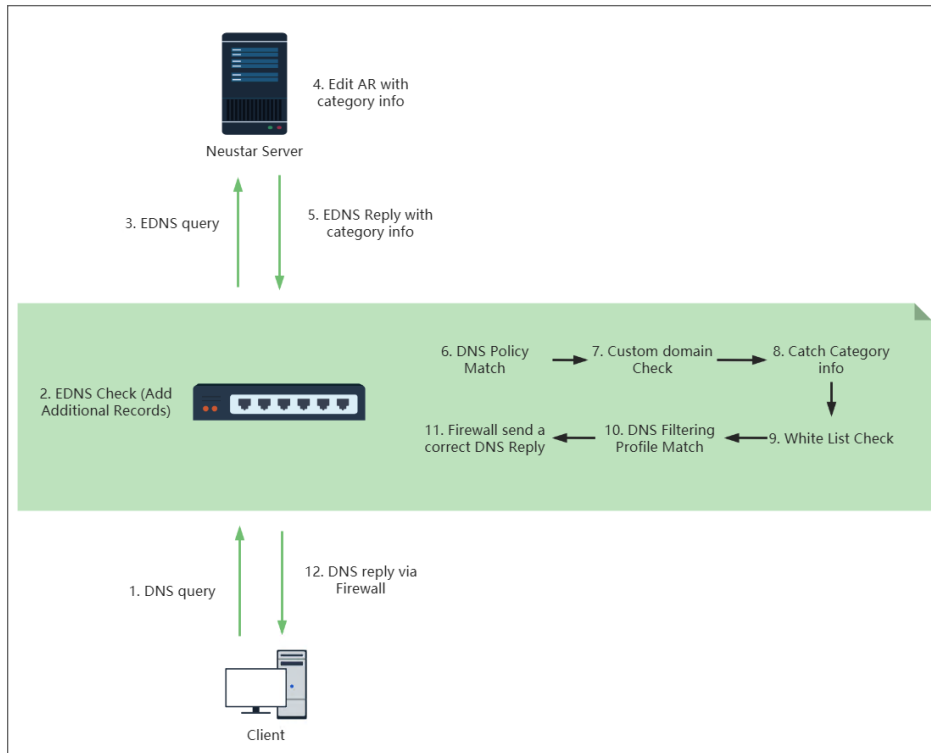 4. Edit AR with
category info
Neustar Server
3. EDNS query
5. EDNS Reply with
category info
2. EDNS Check (Add
Additional Records)
6. DNS Policy
Match
7. Custom domain
Check
8. Catch Category
info
11. Firewall send a
correct DNS Reply
10. DNS Filtering
Profile Match
9. White List Check
1. DNS query
12. DNS reply via
Firewall
Client